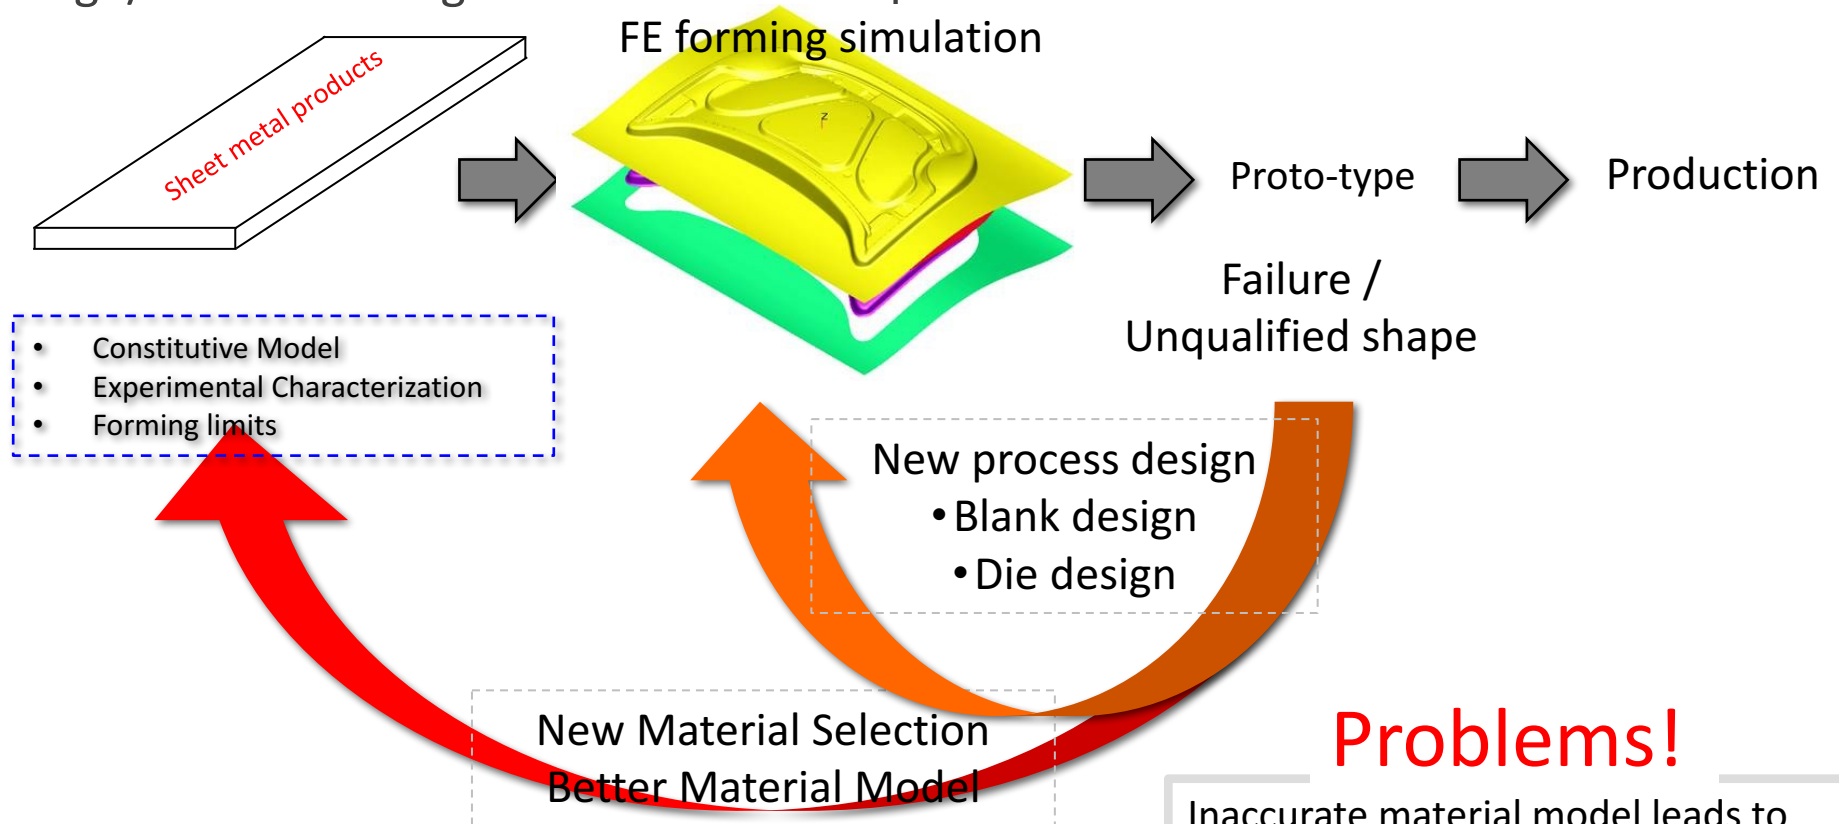 FE forming simulation
Sheet metal products
z
Proto-type
Production
Failure /
Unqualified shape
• Constitutive Model
• Experimental Characterization
• Forming limits
New process design
• Blank design
• Die design
New Material Selection
Better Material Model
Problems!
Inaccurate material model leads to